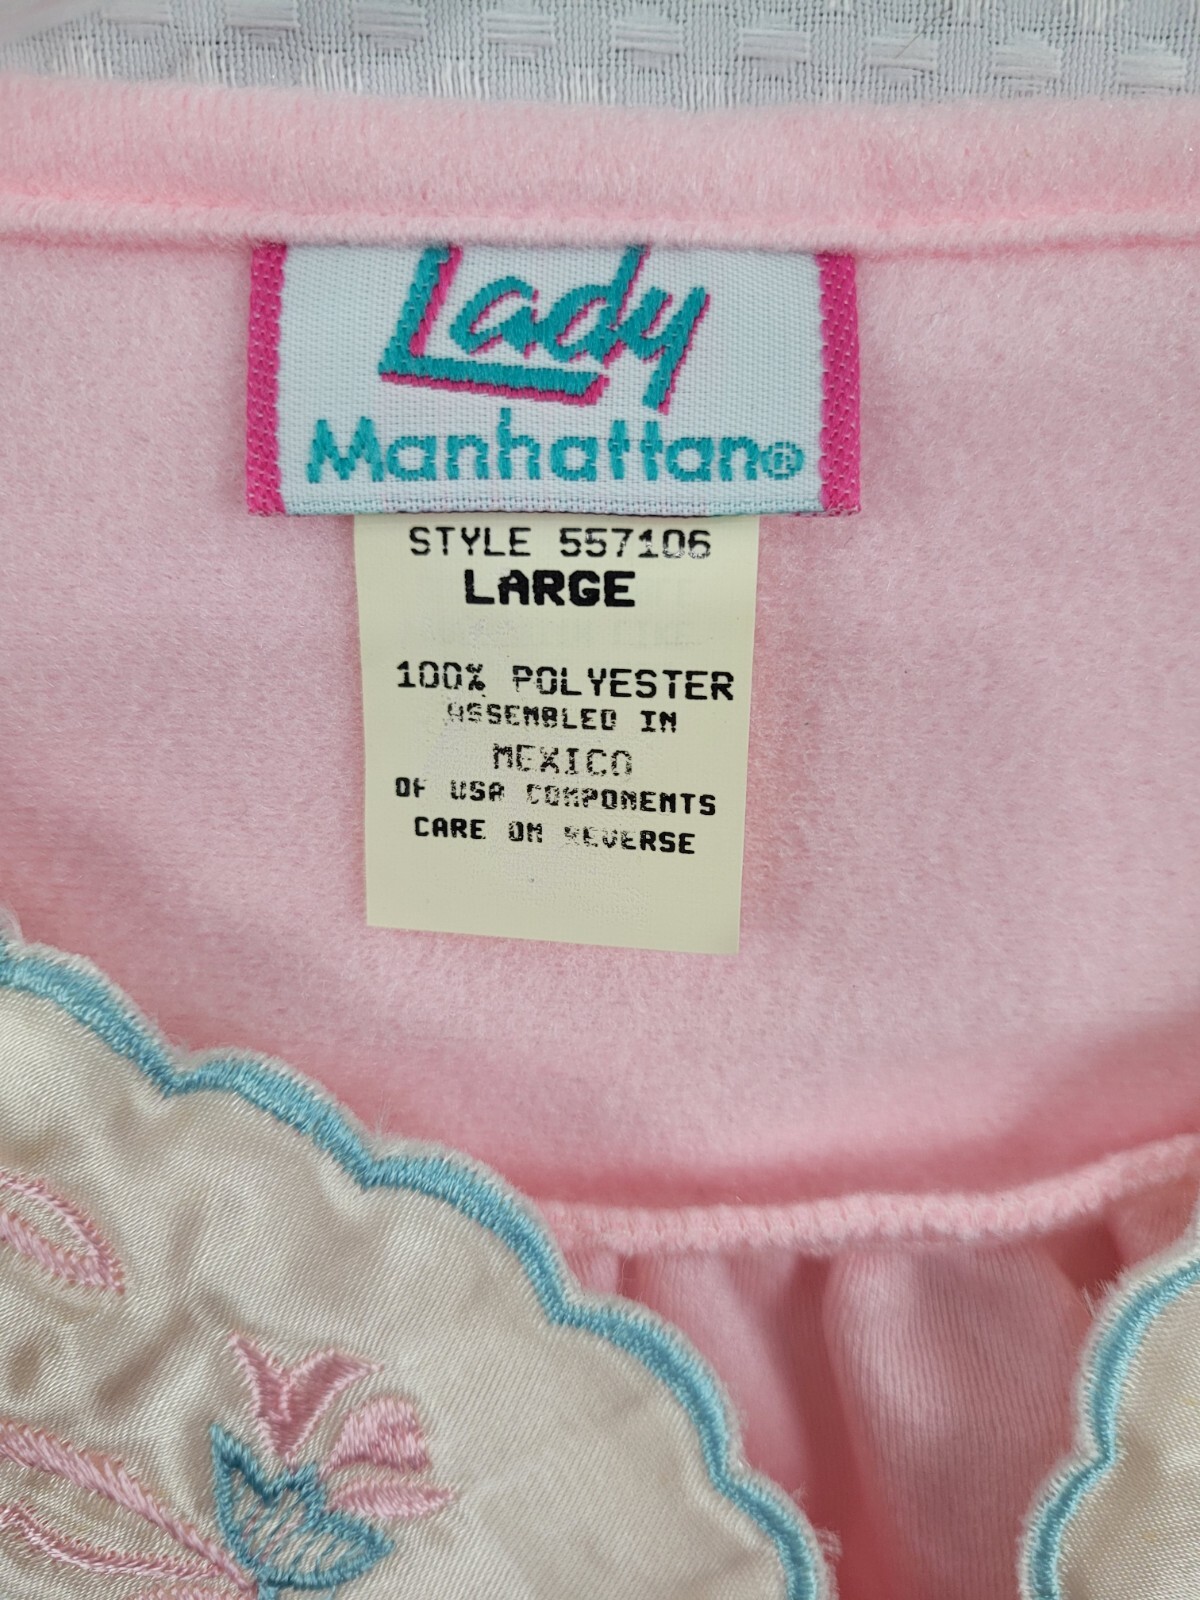 Lady
Manhattan®
STYLE 557106
LARGE
100% POLYESTER
ASSEMBLED IN
MEXICO
OF USA COMPONENTS
CARE ON REVERSE